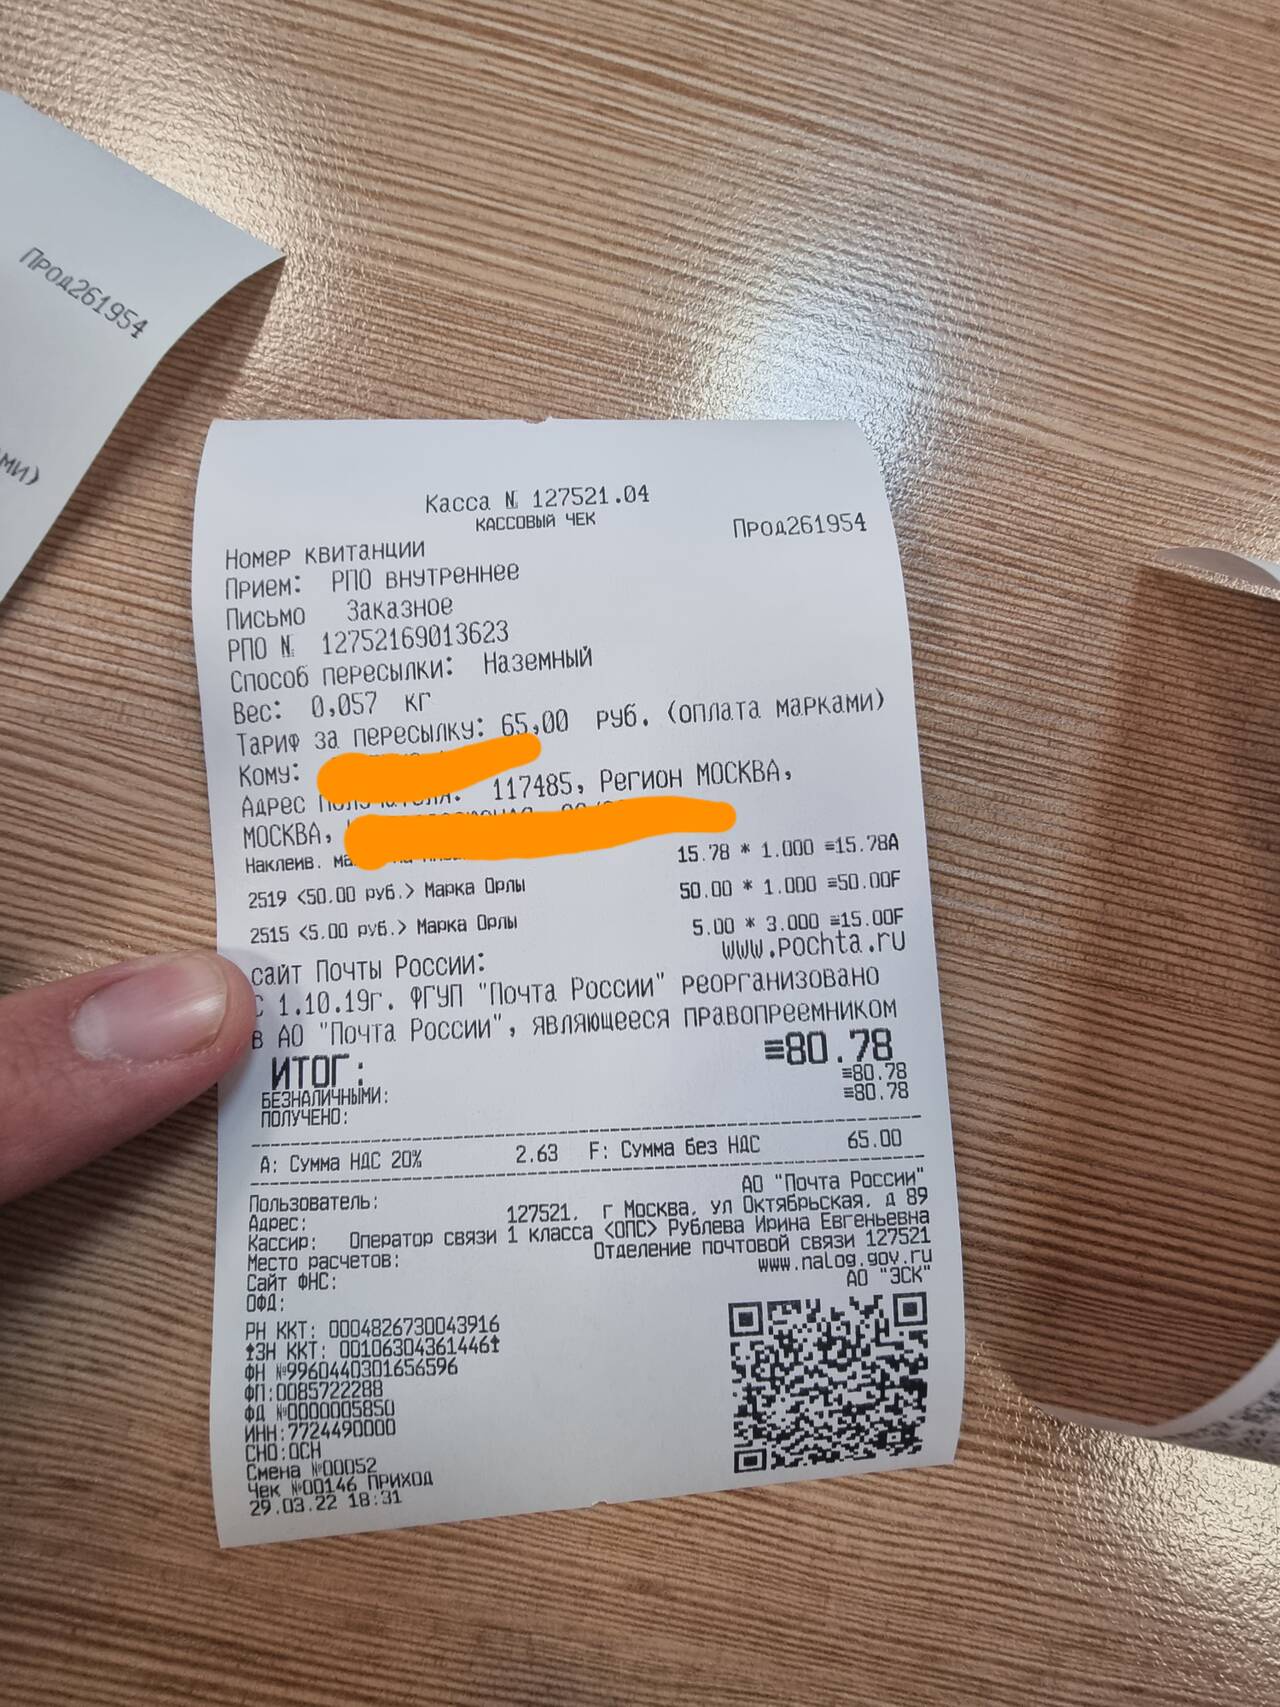 Прод261954
ми)
Касса № 127521.04
КАССОВЫЙ ЧЕК
Прод261954
Номер квитанции
Прием: РПО внутреннее
Письмо Заказное
РПО № 12752169013623
Способ пересылки: Наземный
Вес: 0,057 кг
Тариф за пересылку: 65,00 руб. (оплата марками)
Кому:
Адрес 117485, Регион МОСКВА,
МОСКВА,
Наклеив. 15.78 * 1.000 ≡15.78A
2519 <50.00 руб.> Марка Орлы 50.00 * 1.000 ≡50.00F
2515 <5.00 руб.> Марка Орлы 5.00 * 3.000 ≡15.00F
сайт Почты России: www.pochta.ru
С 1.10.19г. ФГУП "Почта России" реорганизовано
в АО "Почта России", являющееся правопреемником
ИТОГ: ≡80.78
БЕЗНАЛИЧНЫМИ: ≡80.78
ПОЛУЧЕНО: ≡80.78
А: Сумма НДС 20% 2.63 F: Сумма без НДС 65.00
Пользователь: АО "Почта России"
Адрес: 127521, г Москва, ул Октябрьская, д 89
Кассир: Оператор связи 1 класса <ОПС> Рублева Ирина Евгеньевна
Место расчетов: Отделение почтовой связи 127521
Сайт ФНС: www.nalog.gov.ru
ОФД: АО "ЭСК"
РН ККТ: 0004826730043916
ЗН ККТ: 00106304361446
ФН №9960440301656596
ФП:0085722288
ФД №0000005850
ИНН:7724490000
СНО:ОСН
Смена №00052
Чек №00146 ПРИХОД
29.03.22 18:31